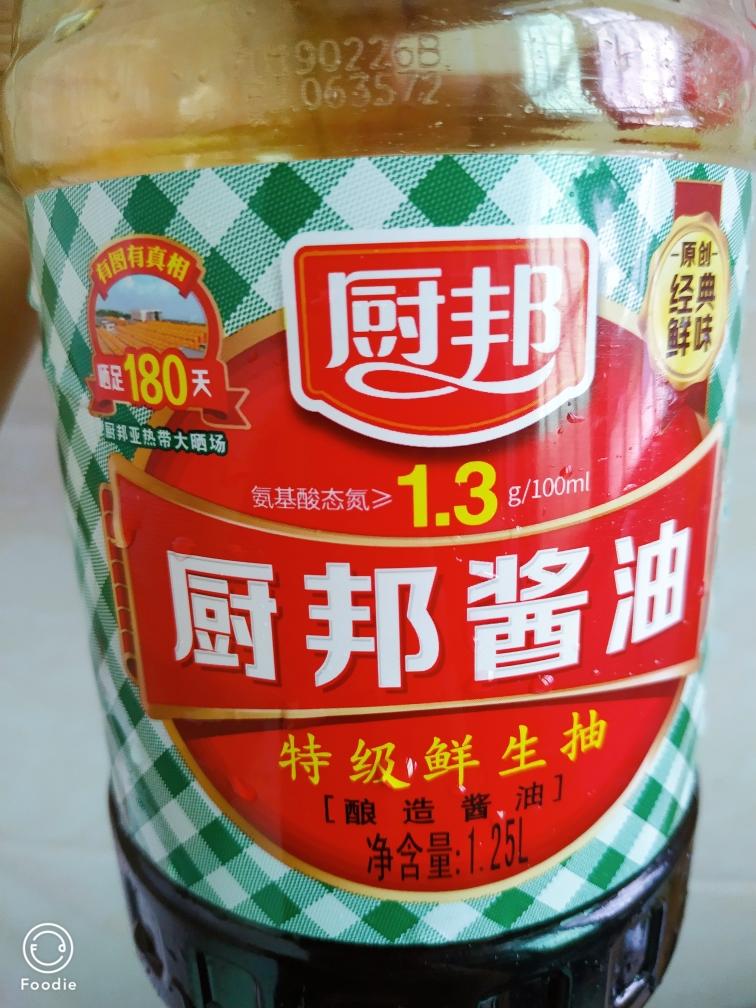 190226B
063572
有图有真相
晒足180天
厨邦亚热带大晒场
厨邦
原创
经典
鲜味
氨基酸态氮≥1.3 g/100ml
厨邦酱油
特级鲜生抽
[酿造酱油]
净含量:1.25L
Foodie